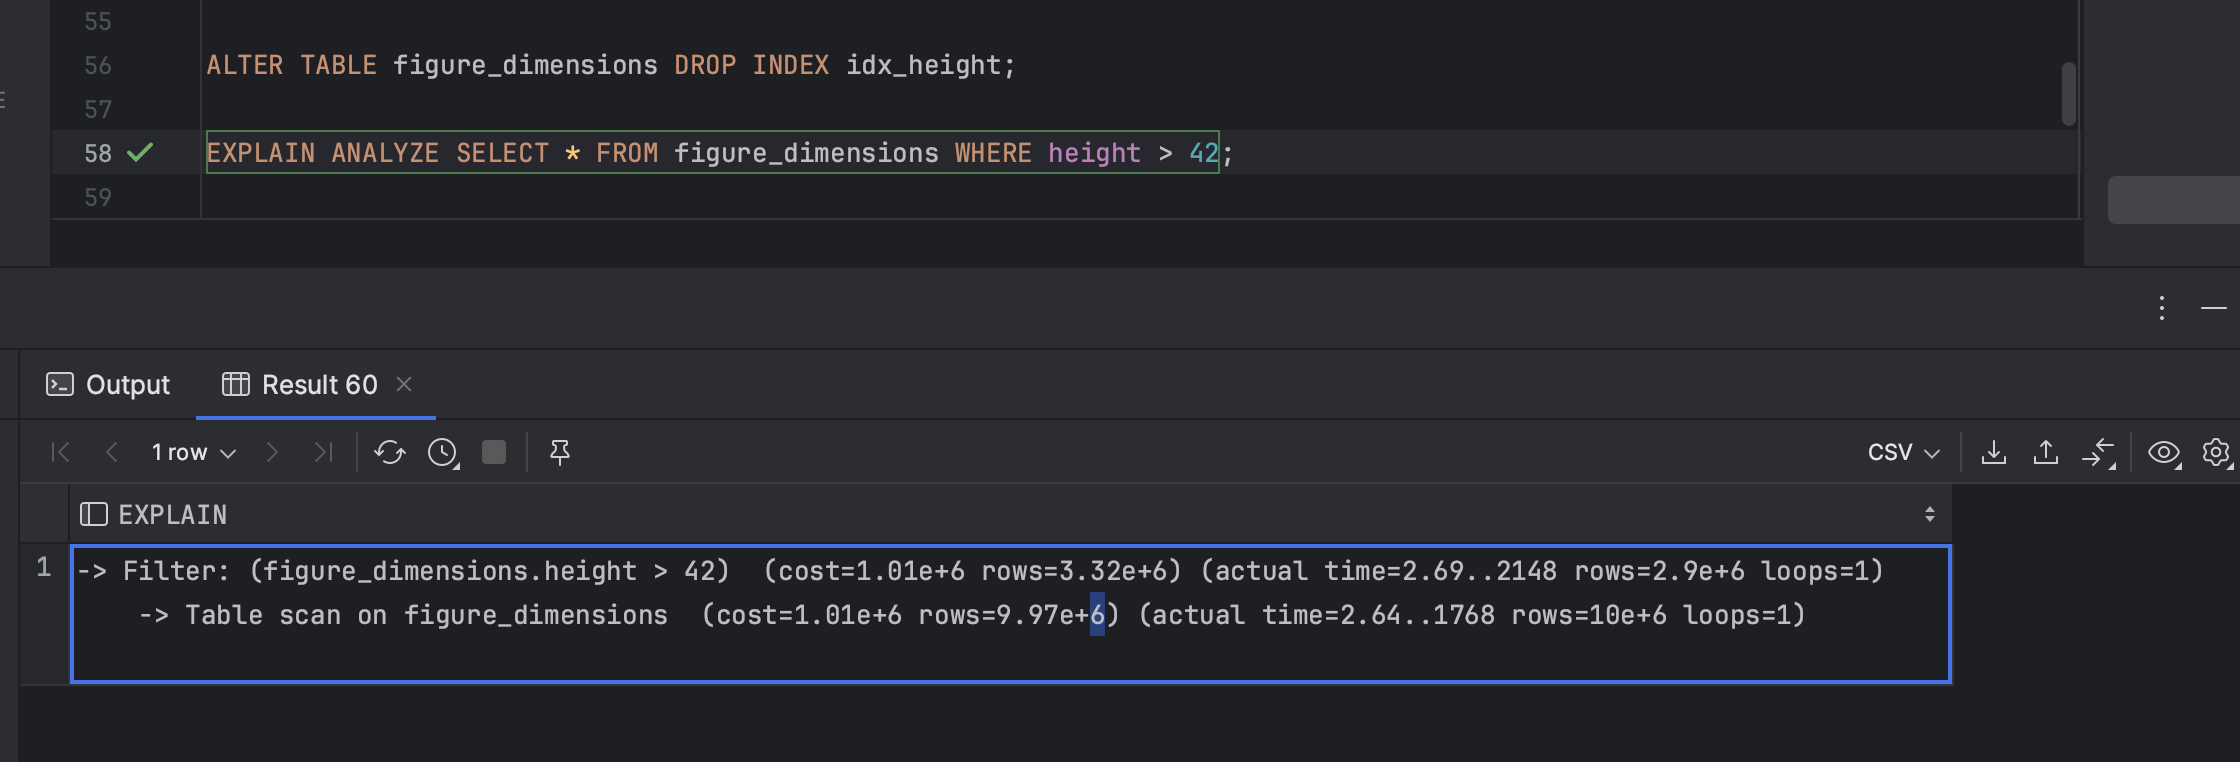 55
56 ALTER TABLE figure_dimensions DROP INDEX idx_height;
57
58 EXPLAIN ANALYZE SELECT * FROM figure_dimensions WHERE height > 42;
59
Output Result 60
1 row CSV
EXPLAIN
1 -> Filter: (figure_dimensions.height > 42)  (cost=1.01e+6 rows=3.32e+6) (actual time=2.69..2148 rows=2.9e+6 loops=1)
-> Table scan on figure_dimensions  (cost=1.01e+6 rows=9.97e+6) (actual time=2.64..1768 rows=10e+6 loops=1)